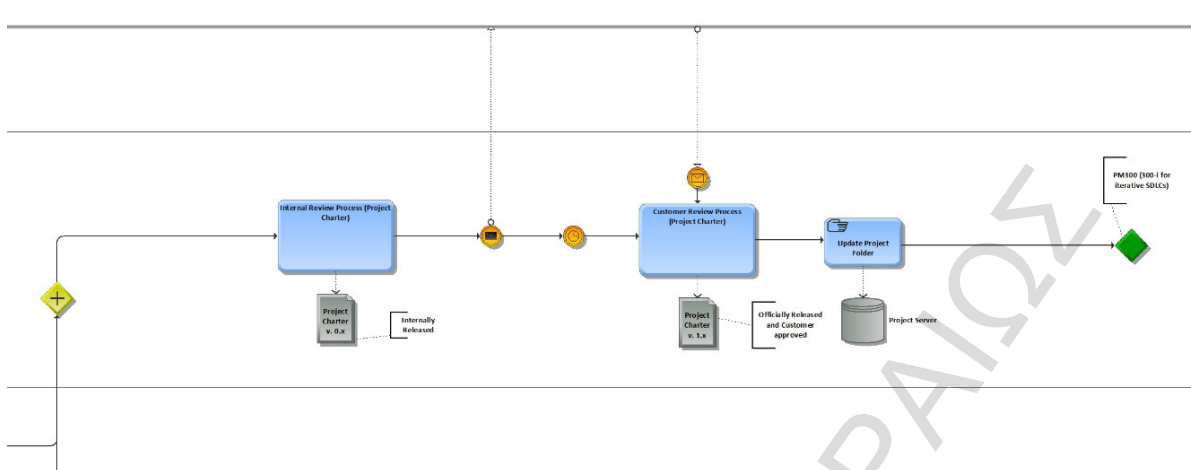 PM300 (300-i for
iterative SDLCs)
Internal Review Process (Project
Charter)
Customer Review Process
(Project Charter)
Update Project
Folder
Project
Charter
v. 0.x
Internally
Released
Project
Charter
v. 1.x
Officially Released
and Customer
approved
Project Server
ΡΑΙΩΣ